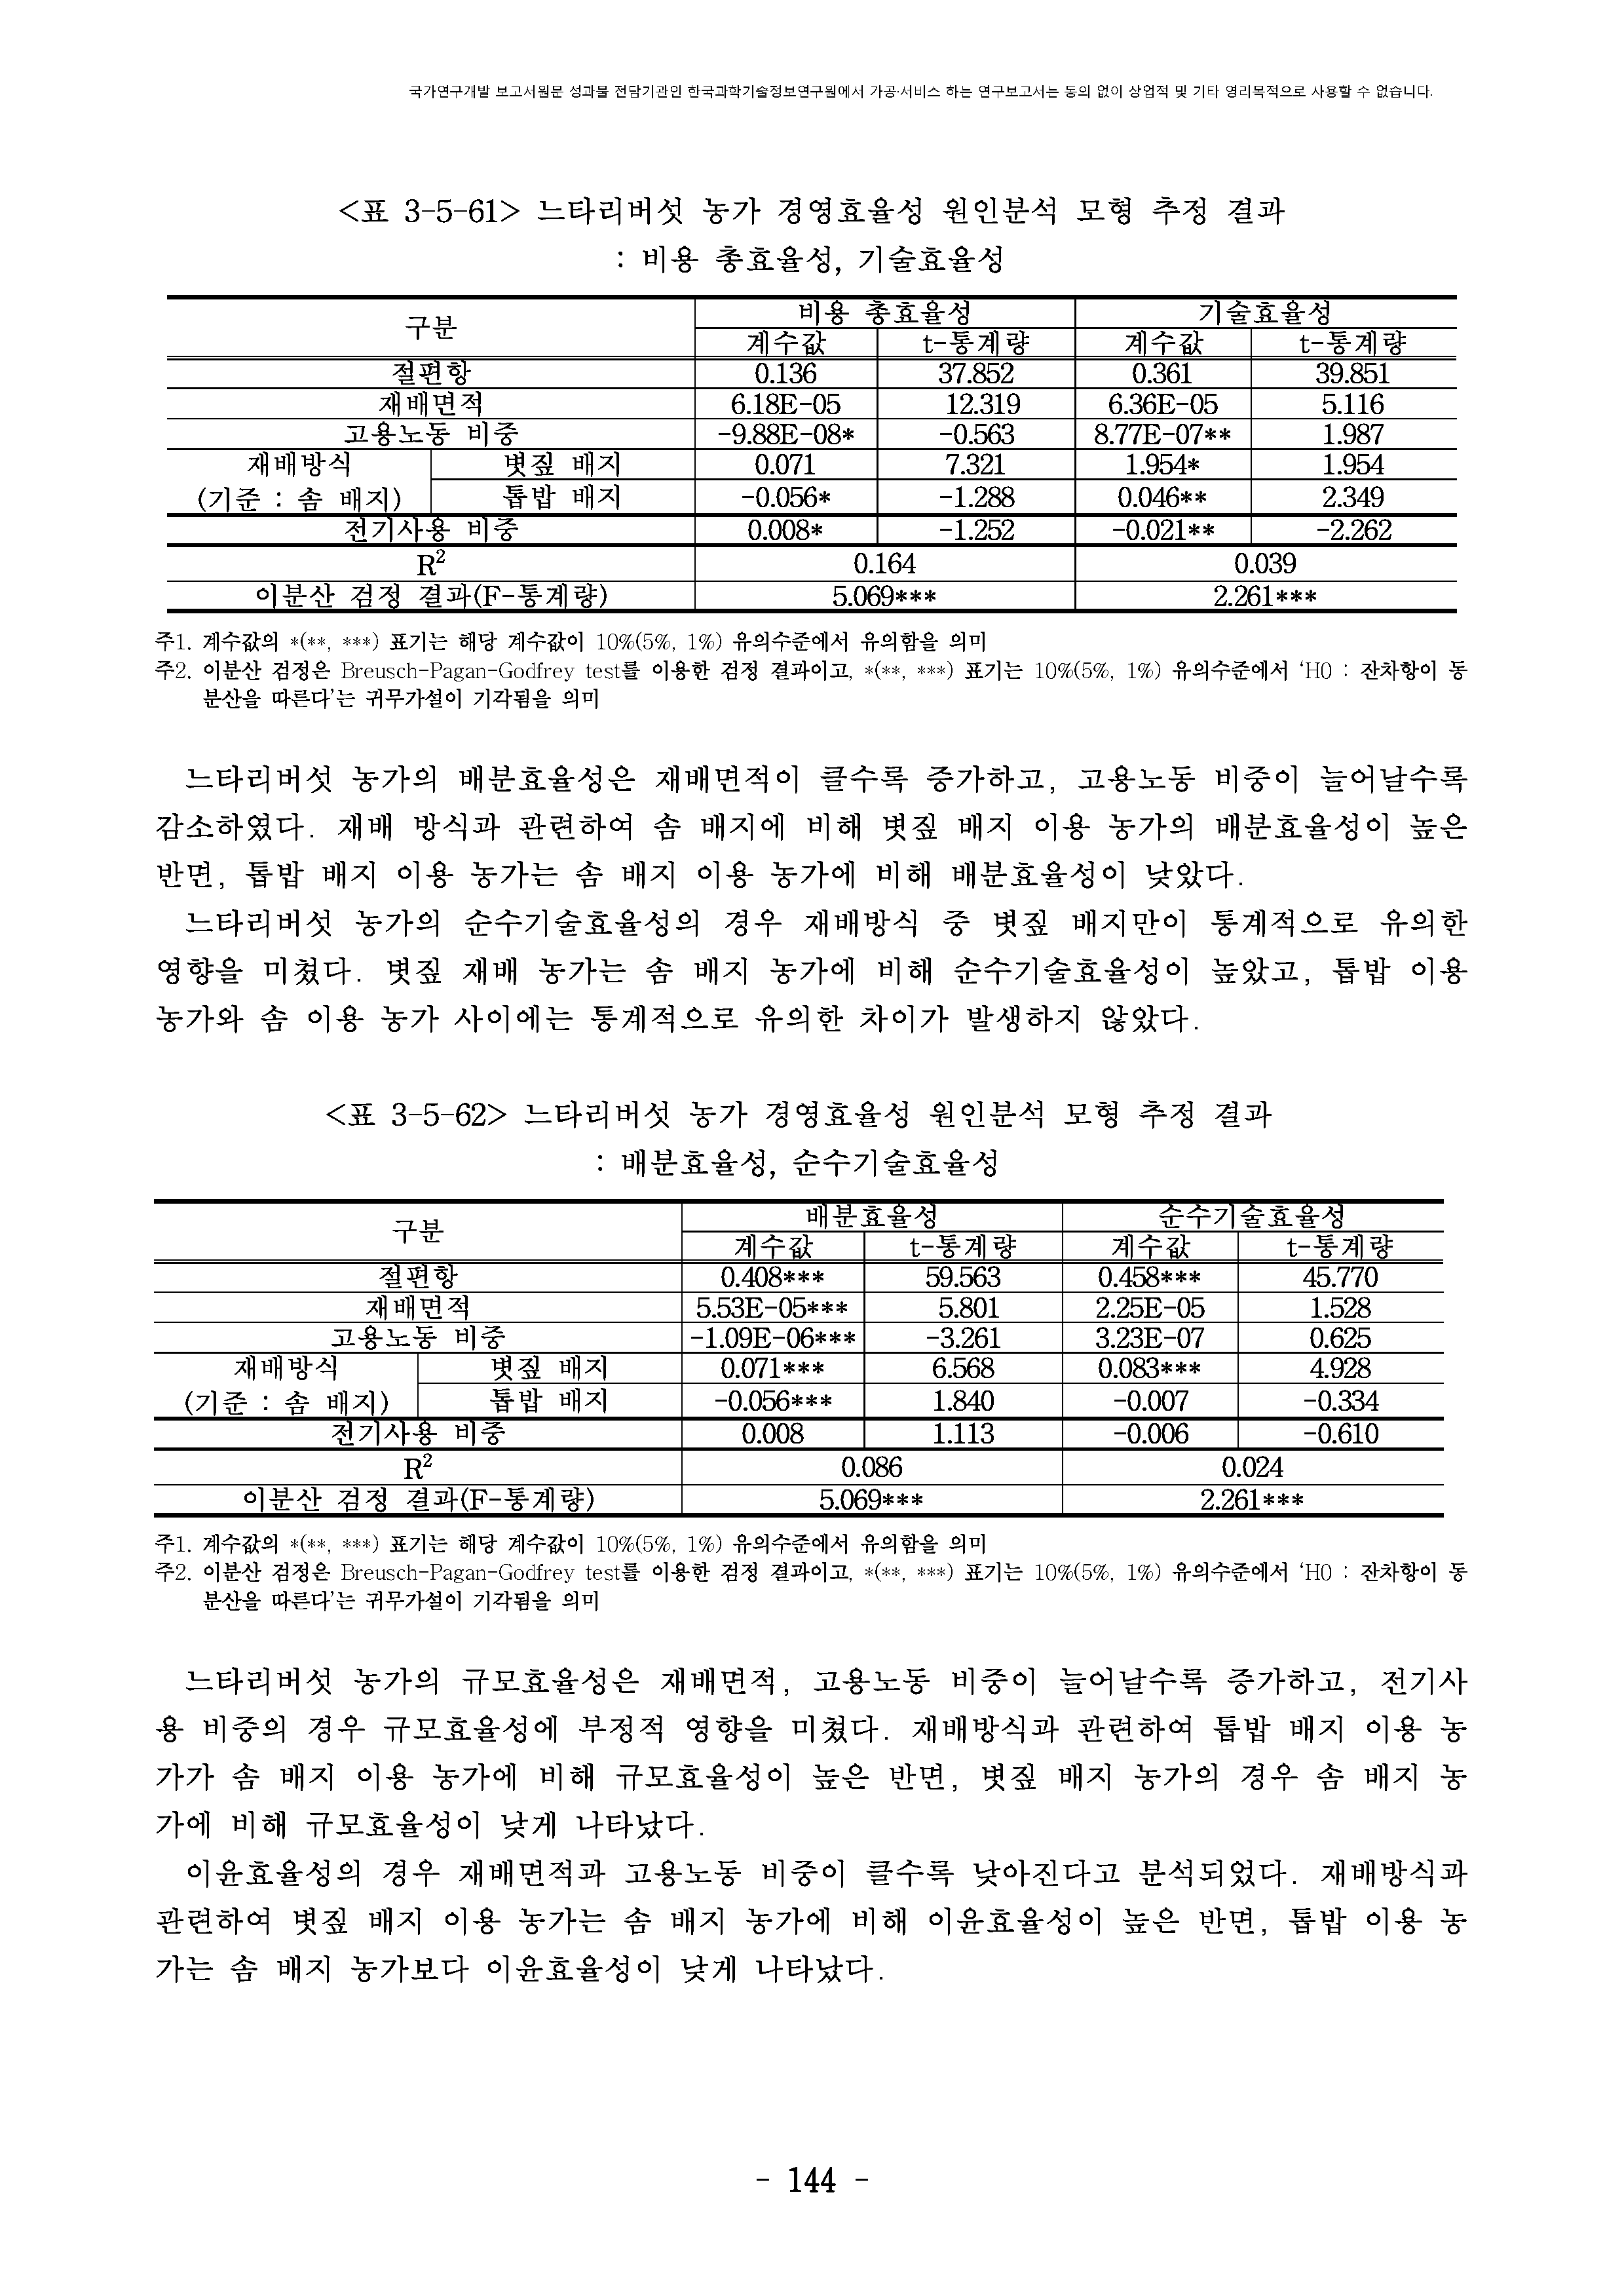 국가연구개발 보고서원문 성과물 전담기관인 한국과학기술정보연구원에서 가공·서비스 하는 연구보고서는 동의 없이 상업적 및 기타 영리목적으로 사용할 수 없습니다.
<표 3-5-61> 느타리버섯 농가 경영효율성 원인분석 모형 추정 결과
: 비용 총효율성, 기술효율성
구분 비용 총효율성 기술효율성
계수값 t-통계량 계수값 t-통계량
절편항 0.136 37.852 0.361 39.851
재배면적 6.18E-05 12.319 6.36E-05 5.116
고용노동 비중 -9.88E-08* -0.563 8.77E-07** 1.987
재배방식 볏짚 배지 0.071 7.321 1.954* 1.954
(기준 : 솜 배지) 톱밥 배지 -0.056* -1.288 0.046** 2.349
전기사용 비중 0.008* -1.252 -0.021** -2.262
R² 0.164 0.039
이분산 검정 결과(F-통계량) 5.069*** 2.261***
주1. 계수값의 *(**, ***) 표기는 해당 계수값이 10%(5%, 1%) 유의수준에서 유의함을 의미
주2. 이분산 검정은 Breusch-Pagan-Godfrey test를 이용한 검정 결과이고, *(**, ***) 표기는 10%(5%, 1%) 유의수준에서 ‘H0 : 잔차항이 동
분산을 따른다’는 귀무가설이 기각됨을 의미
느타리버섯 농가의 배분효율성은 재배면적이 클수록 증가하고, 고용노동 비중이 늘어날수록
감소하였다. 재배 방식과 관련하여 솜 배지에 비해 볏짚 배지 이용 농가의 배분효율성이 높은
반면, 톱밥 배지 이용 농가는 솜 배지 이용 농가에 비해 배분효율성이 낮았다.
느타리버섯 농가의 순수기술효율성의 경우 재배방식 중 볏짚 배지만이 통계적으로 유의한
영향을 미쳤다. 볏짚 재배 농가는 솜 배지 농가에 비해 순수기술효율성이 높았고, 톱밥 이용
농가와 솜 이용 농가 사이에는 통계적으로 유의한 차이가 발생하지 않았다.
<표 3-5-62> 느타리버섯 농가 경영효율성 원인분석 모형 추정 결과
: 배분효율성, 순수기술효율성
구분 배분효율성 순수기술효율성
계수값 t-통계량 계수값 t-통계량
절편항 0.408*** 59.563 0.458*** 45.770
재배면적 5.53E-05*** 5.801 2.25E-05 1.528
고용노동 비중 -1.09E-06*** -3.261 3.23E-07 0.625
재배방식 볏짚 배지 0.071*** 6.568 0.083*** 4.928
(기준 : 솜 배지) 톱밥 배지 -0.056*** 1.840 -0.007 -0.334
전기사용 비중 0.008 1.113 -0.006 -0.610
R² 0.086 0.024
이분산 검정 결과(F-통계량) 5.069*** 2.261***
주1. 계수값의 *(**, ***) 표기는 해당 계수값이 10%(5%, 1%) 유의수준에서 유의함을 의미
주2. 이분산 검정은 Breusch-Pagan-Godfrey test를 이용한 검정 결과이고, *(**, ***) 표기는 10%(5%, 1%) 유의수준에서 ‘H0 : 잔차항이 동
분산을 따른다’는 귀무가설이 기각됨을 의미
느타리버섯 농가의 규모효율성은 재배면적, 고용노동 비중이 늘어날수록 증가하고, 전기사
용 비중의 경우 규모효율성에 부정적 영향을 미쳤다. 재배방식과 관련하여 톱밥 배지 이용 농
가가 솜 배지 이용 농가에 비해 규모효율성이 높은 반면, 볏짚 배지 농가의 경우 솜 배지 농
가에 비해 규모효율성이 낮게 나타났다.
이윤효율성의 경우 재배면적과 고용노동 비중이 클수록 낮아진다고 분석되었다. 재배방식과
관련하여 볏짚 배지 이용 농가는 솜 배지 농가에 비해 이윤효율성이 높은 반면, 톱밥 이용 농
가는 솜 배지 농가보다 이윤효율성이 낮게 나타났다.
- 144 -